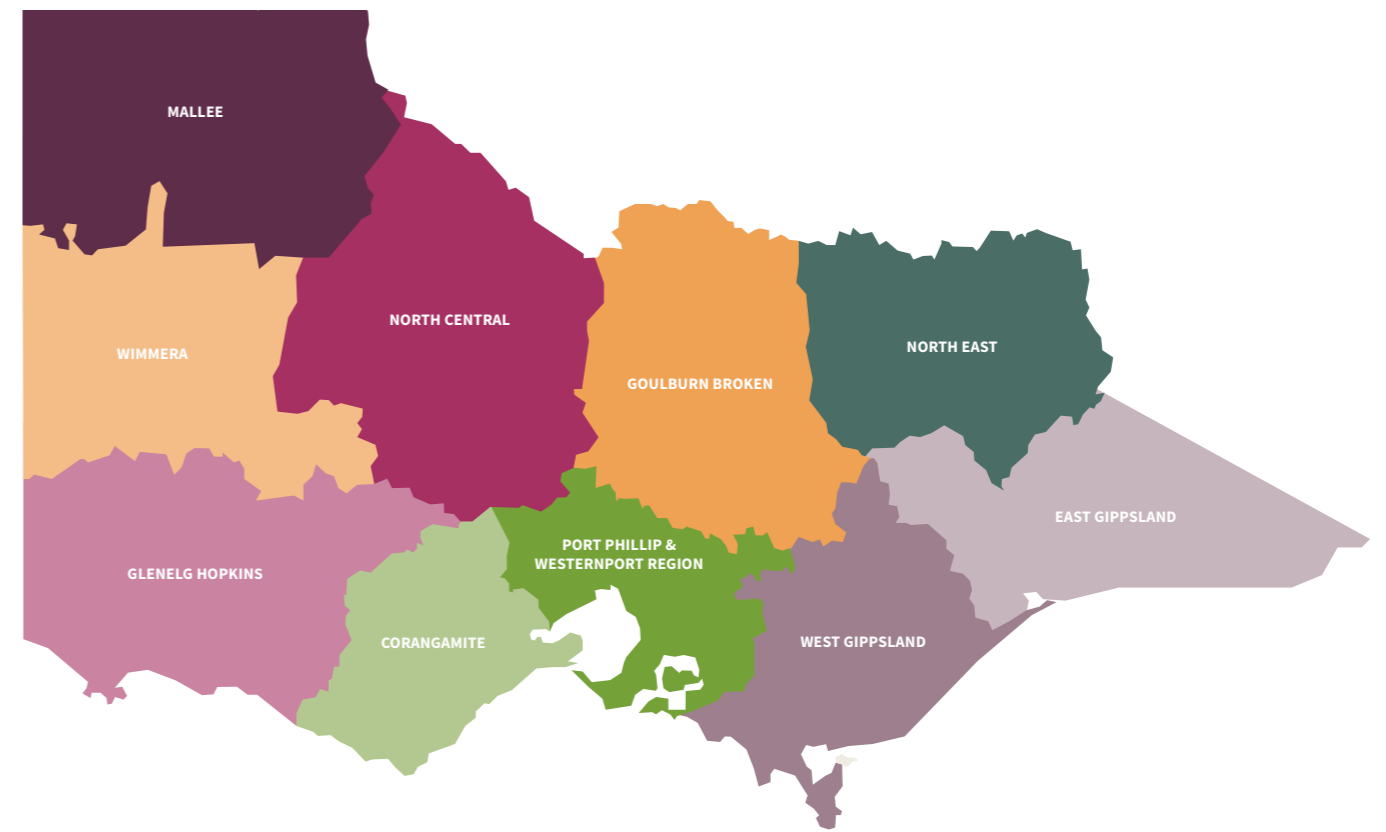 MALLEE
NORTH CENTRAL
WIMMERA
GOULBURN BROKEN
NORTH EAST
EAST GIPPSLAND
PORT PHILLIP &
WESTERNPORT REGION
GLENELG HOPKINS
CORANGAMITE
WEST GIPPSLAND